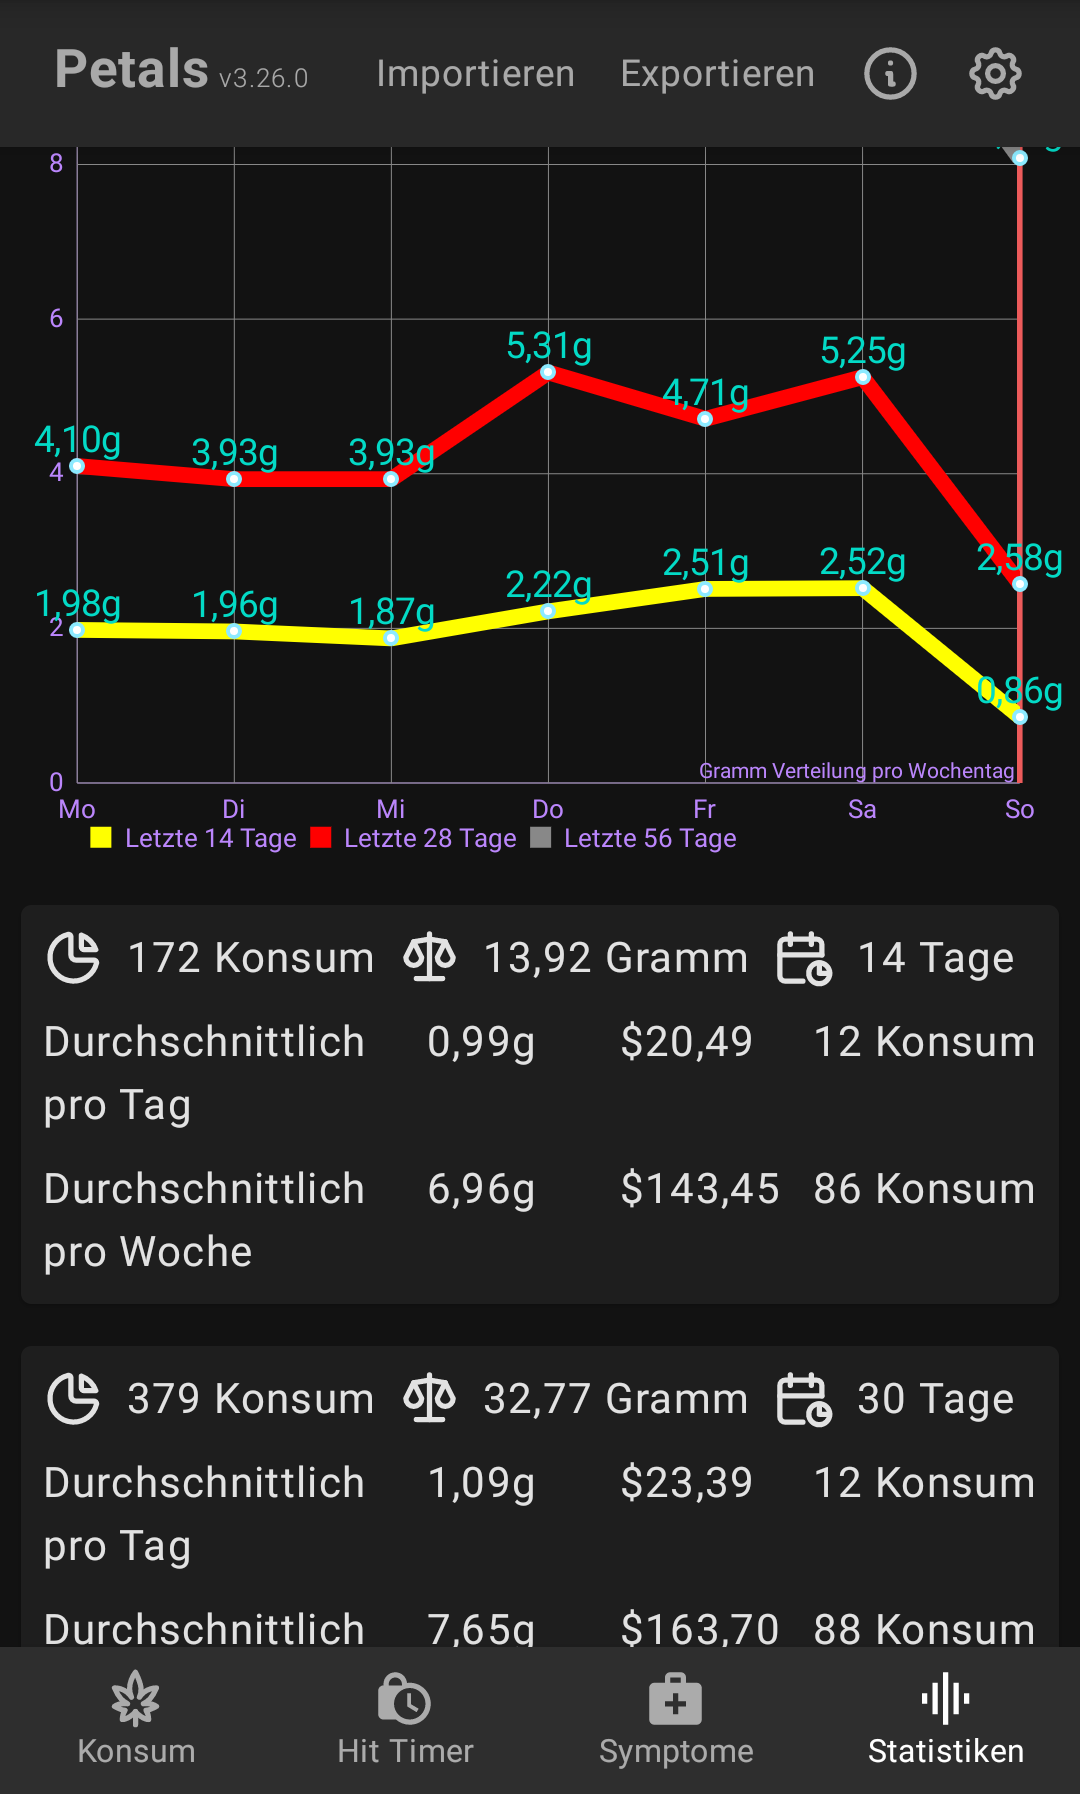 Petals v3.26.0 Importieren Exportieren
8
6
4
2
0
5,31g
5,25g
4,71g
4,10g
3,93g
3,93g
2,58g
1,98g
1,96g
1,87g
2,22g
2,51g
2,52g
0,86g
Gramm Verteilung pro Wochentag
Mo Di Mi Do Fr Sa So
Letzte 14 Tage Letzte 28 Tage Letzte 56 Tage
172 Konsum 13,92 Gramm 14 Tage
Durchschnittlich pro Tag 0,99g $20,49 12 Konsum
Durchschnittlich pro Woche 6,96g $143,45 86 Konsum
379 Konsum 32,77 Gramm 30 Tage
Durchschnittlich pro Tag 1,09g $23,39 12 Konsum
Durchschnittlich 7,65g $163,70 88 Konsum
Konsum Hit Timer Symptome Statistiken